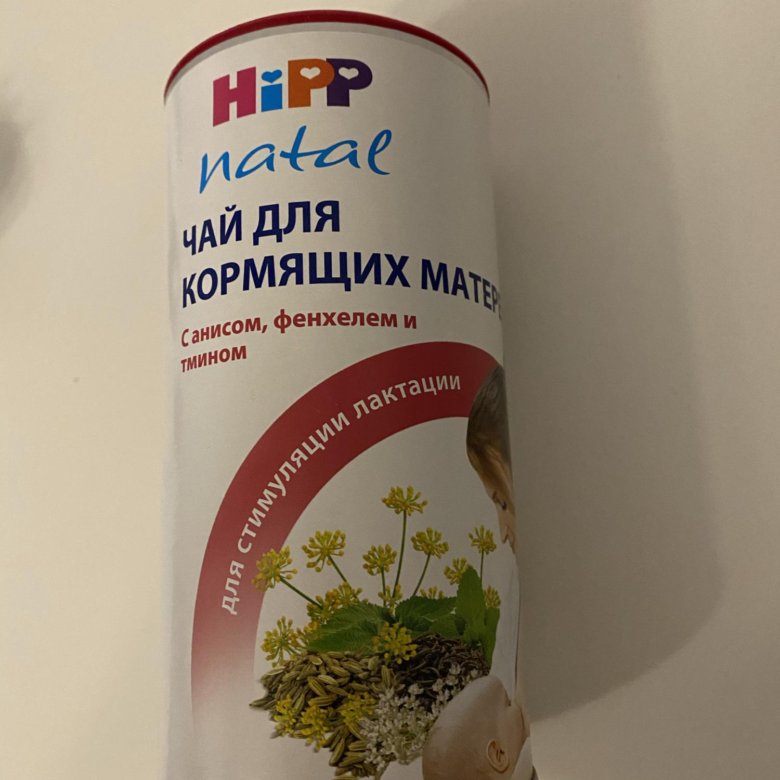 HiPP
natal
ЧАЙ ДЛЯ
КОРМЯЩИХ
С анисом, фенхелем и
тмином
для стимуляции лактации